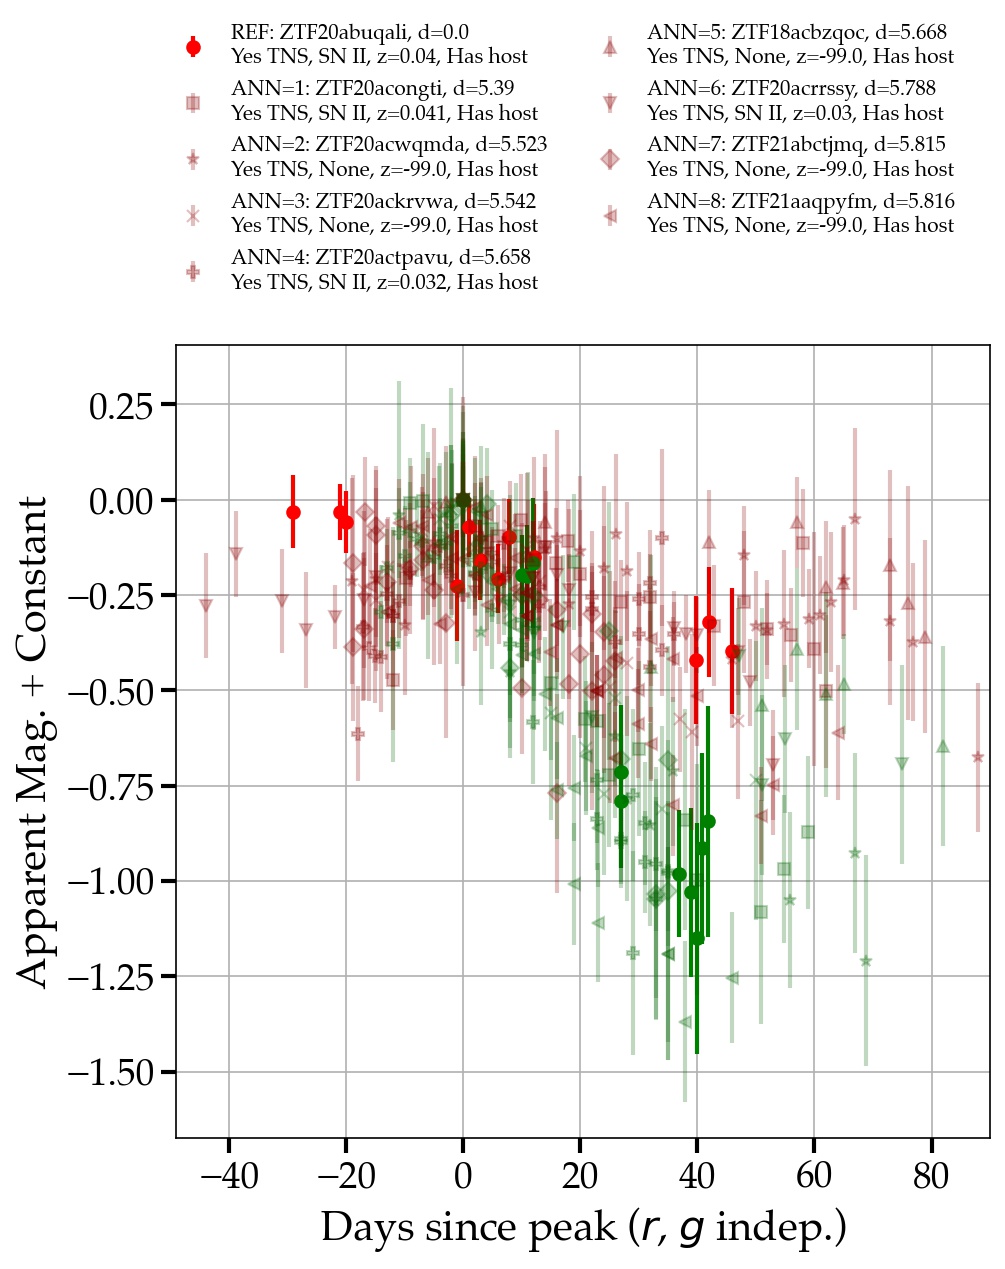 REF: ZTF20abuqali, d=0.0
Yes TNS, SN II, z=0.04, Has host
ANN=1: ZTF20acongti, d=5.39
Yes TNS, SN II, z=0.041, Has host
ANN=2: ZTF20acwqmda, d=5.523
Yes TNS, None, z=-99.0, Has host
ANN=3: ZTF20ackrvwa, d=5.542
Yes TNS, None, z=-99.0, Has host
ANN=4: ZTF20actpavu, d=5.658
Yes TNS, SN II, z=0.032, Has host
ANN=5: ZTF18acbzqoc, d=5.668
Yes TNS, None, z=-99.0, Has host
ANN=6: ZTF20acrrssy, d=5.788
Yes TNS, SN II, z=0.03, Has host
ANN=7: ZTF21abctjmq, d=5.815
Yes TNS, None, z=-99.0, Has host
ANN=8: ZTF21aaqpyfm, d=5.816
Yes TNS, None, z=-99.0, Has host
Apparent Mag. + Constant
0.25
0.00
−0.25
−0.50
−0.75
−1.00
−1.25
−1.50
−40
−20
0
20
40
60
80
Days since peak (r, g indep.)